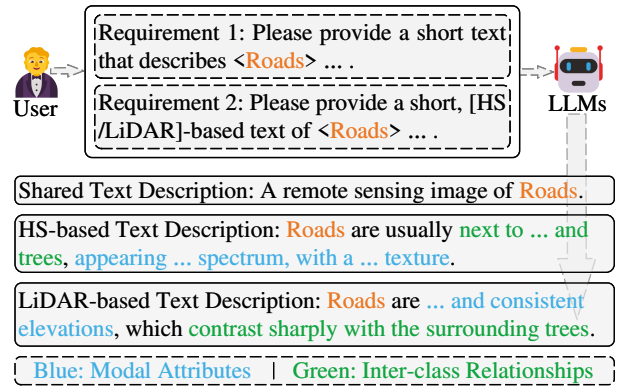 Requirement 1: Please provide a short text
that describes <Roads> ... .
User
LLMs
Requirement 2: Please provide a short, [HS
/LiDAR]-based text of <Roads> ... .
Shared Text Description: A remote sensing image of Roads.
HS-based Text Description: Roads are usually next to ... and
trees, appearing ... spectrum, with a ... texture.
LiDAR-based Text Description: Roads are ... and consistent
elevations, which contrast sharply with the surrounding trees.
Blue: Modal Attributes | Green: Inter-class Relationships